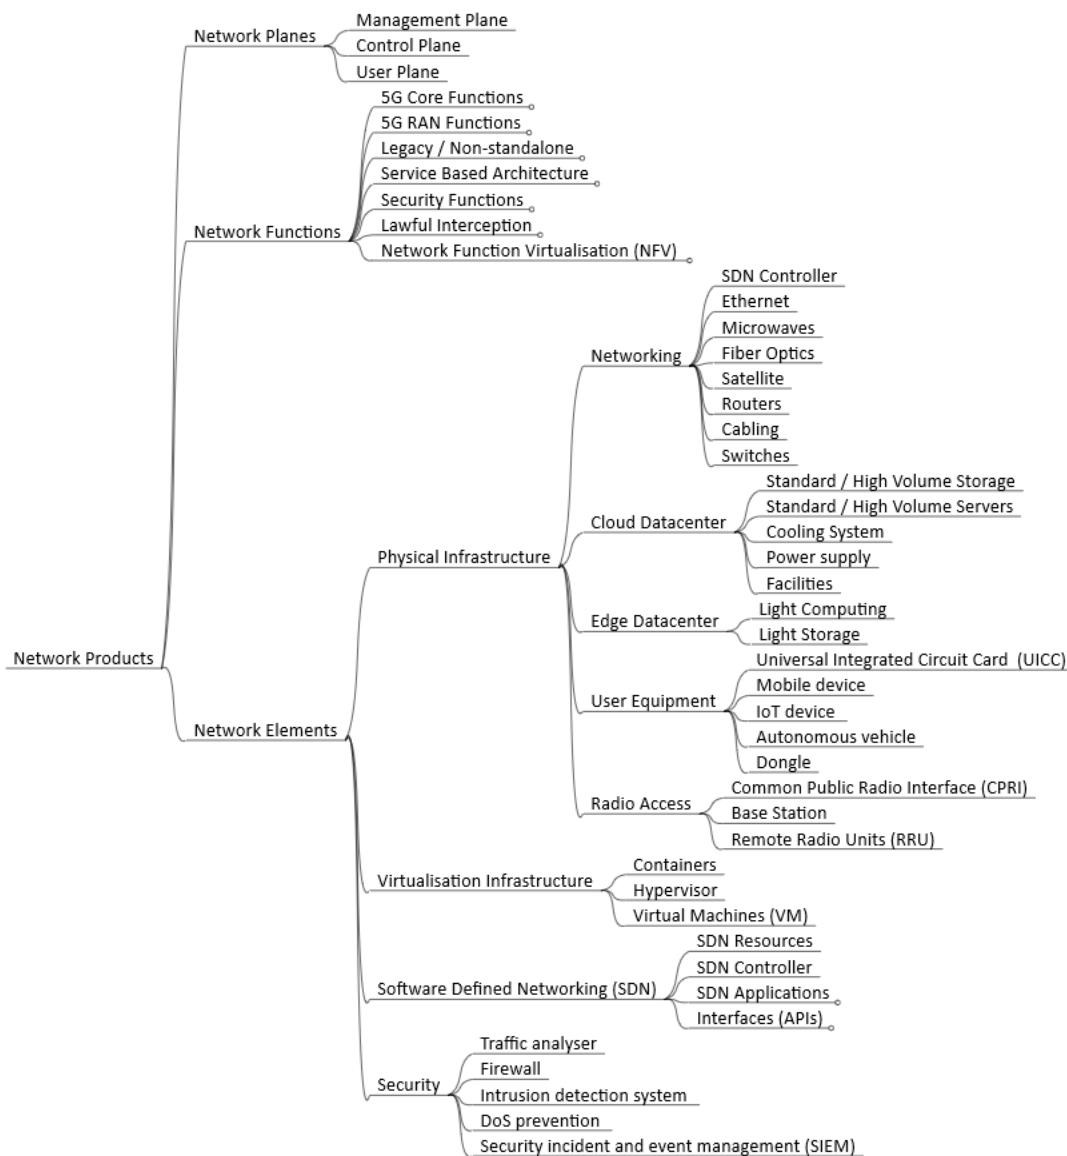 Network Products
Network Planes
Management Plane
Control Plane
User Plane
Network Functions
5G Core Functions
5G RAN Functions
Legacy / Non-standalone
Service Based Architecture
Security Functions
Lawful Interception
Network Function Virtualisation (NFV)
Network Elements
Physical Infrastructure
Networking
SDN Controller
Ethernet
Microwaves
Fiber Optics
Satellite
Routers
Cabling
Switches
Cloud Datacenter
Standard / High Volume Storage
Standard / High Volume Servers
Cooling System
Power supply
Facilities
Edge Datacenter
Light Computing
Light Storage
User Equipment
Universal Integrated Circuit Card (UICC)
Mobile device
IoT device
Autonomous vehicle
Dongle
Radio Access
Common Public Radio Interface (CPRI)
Base Station
Remote Radio Units (RRU)
Virtualisation Infrastructure
Containers
Hypervisor
Virtual Machines (VM)
Software Defined Networking (SDN)
SDN Resources
SDN Controller
SDN Applications
Interfaces (APIs)
Security
Traffic analyser
Firewall
Intrusion detection system
DoS prevention
Security incident and event management (SIEM)